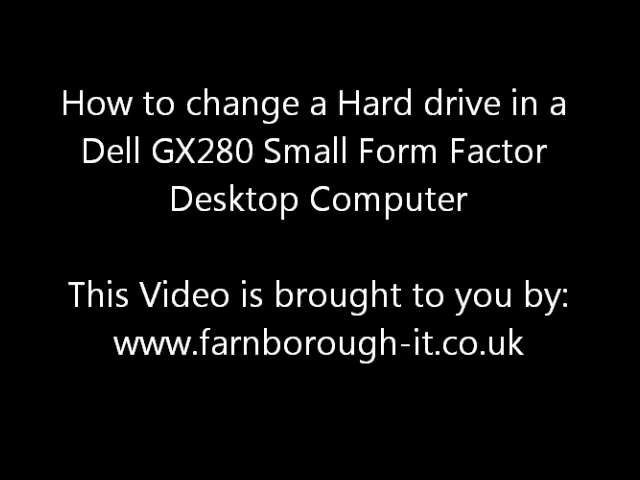 How to change a Hard drive in a
Dell GX280 Small Form Factor
Desktop Computer
This Video is brought to you by:
www.farnborough-it.co.uk